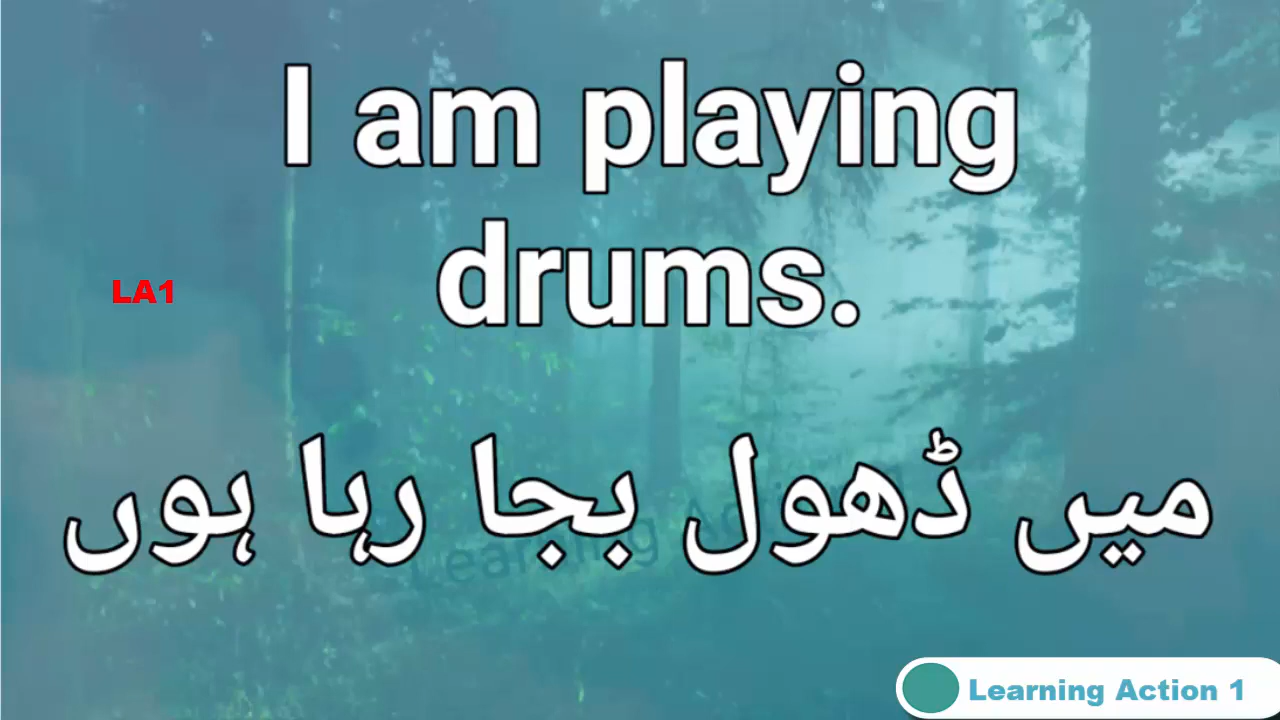 I am playing
drums.
LA1
میں ڈھول بجا رہا ہوں
Learning Action 1